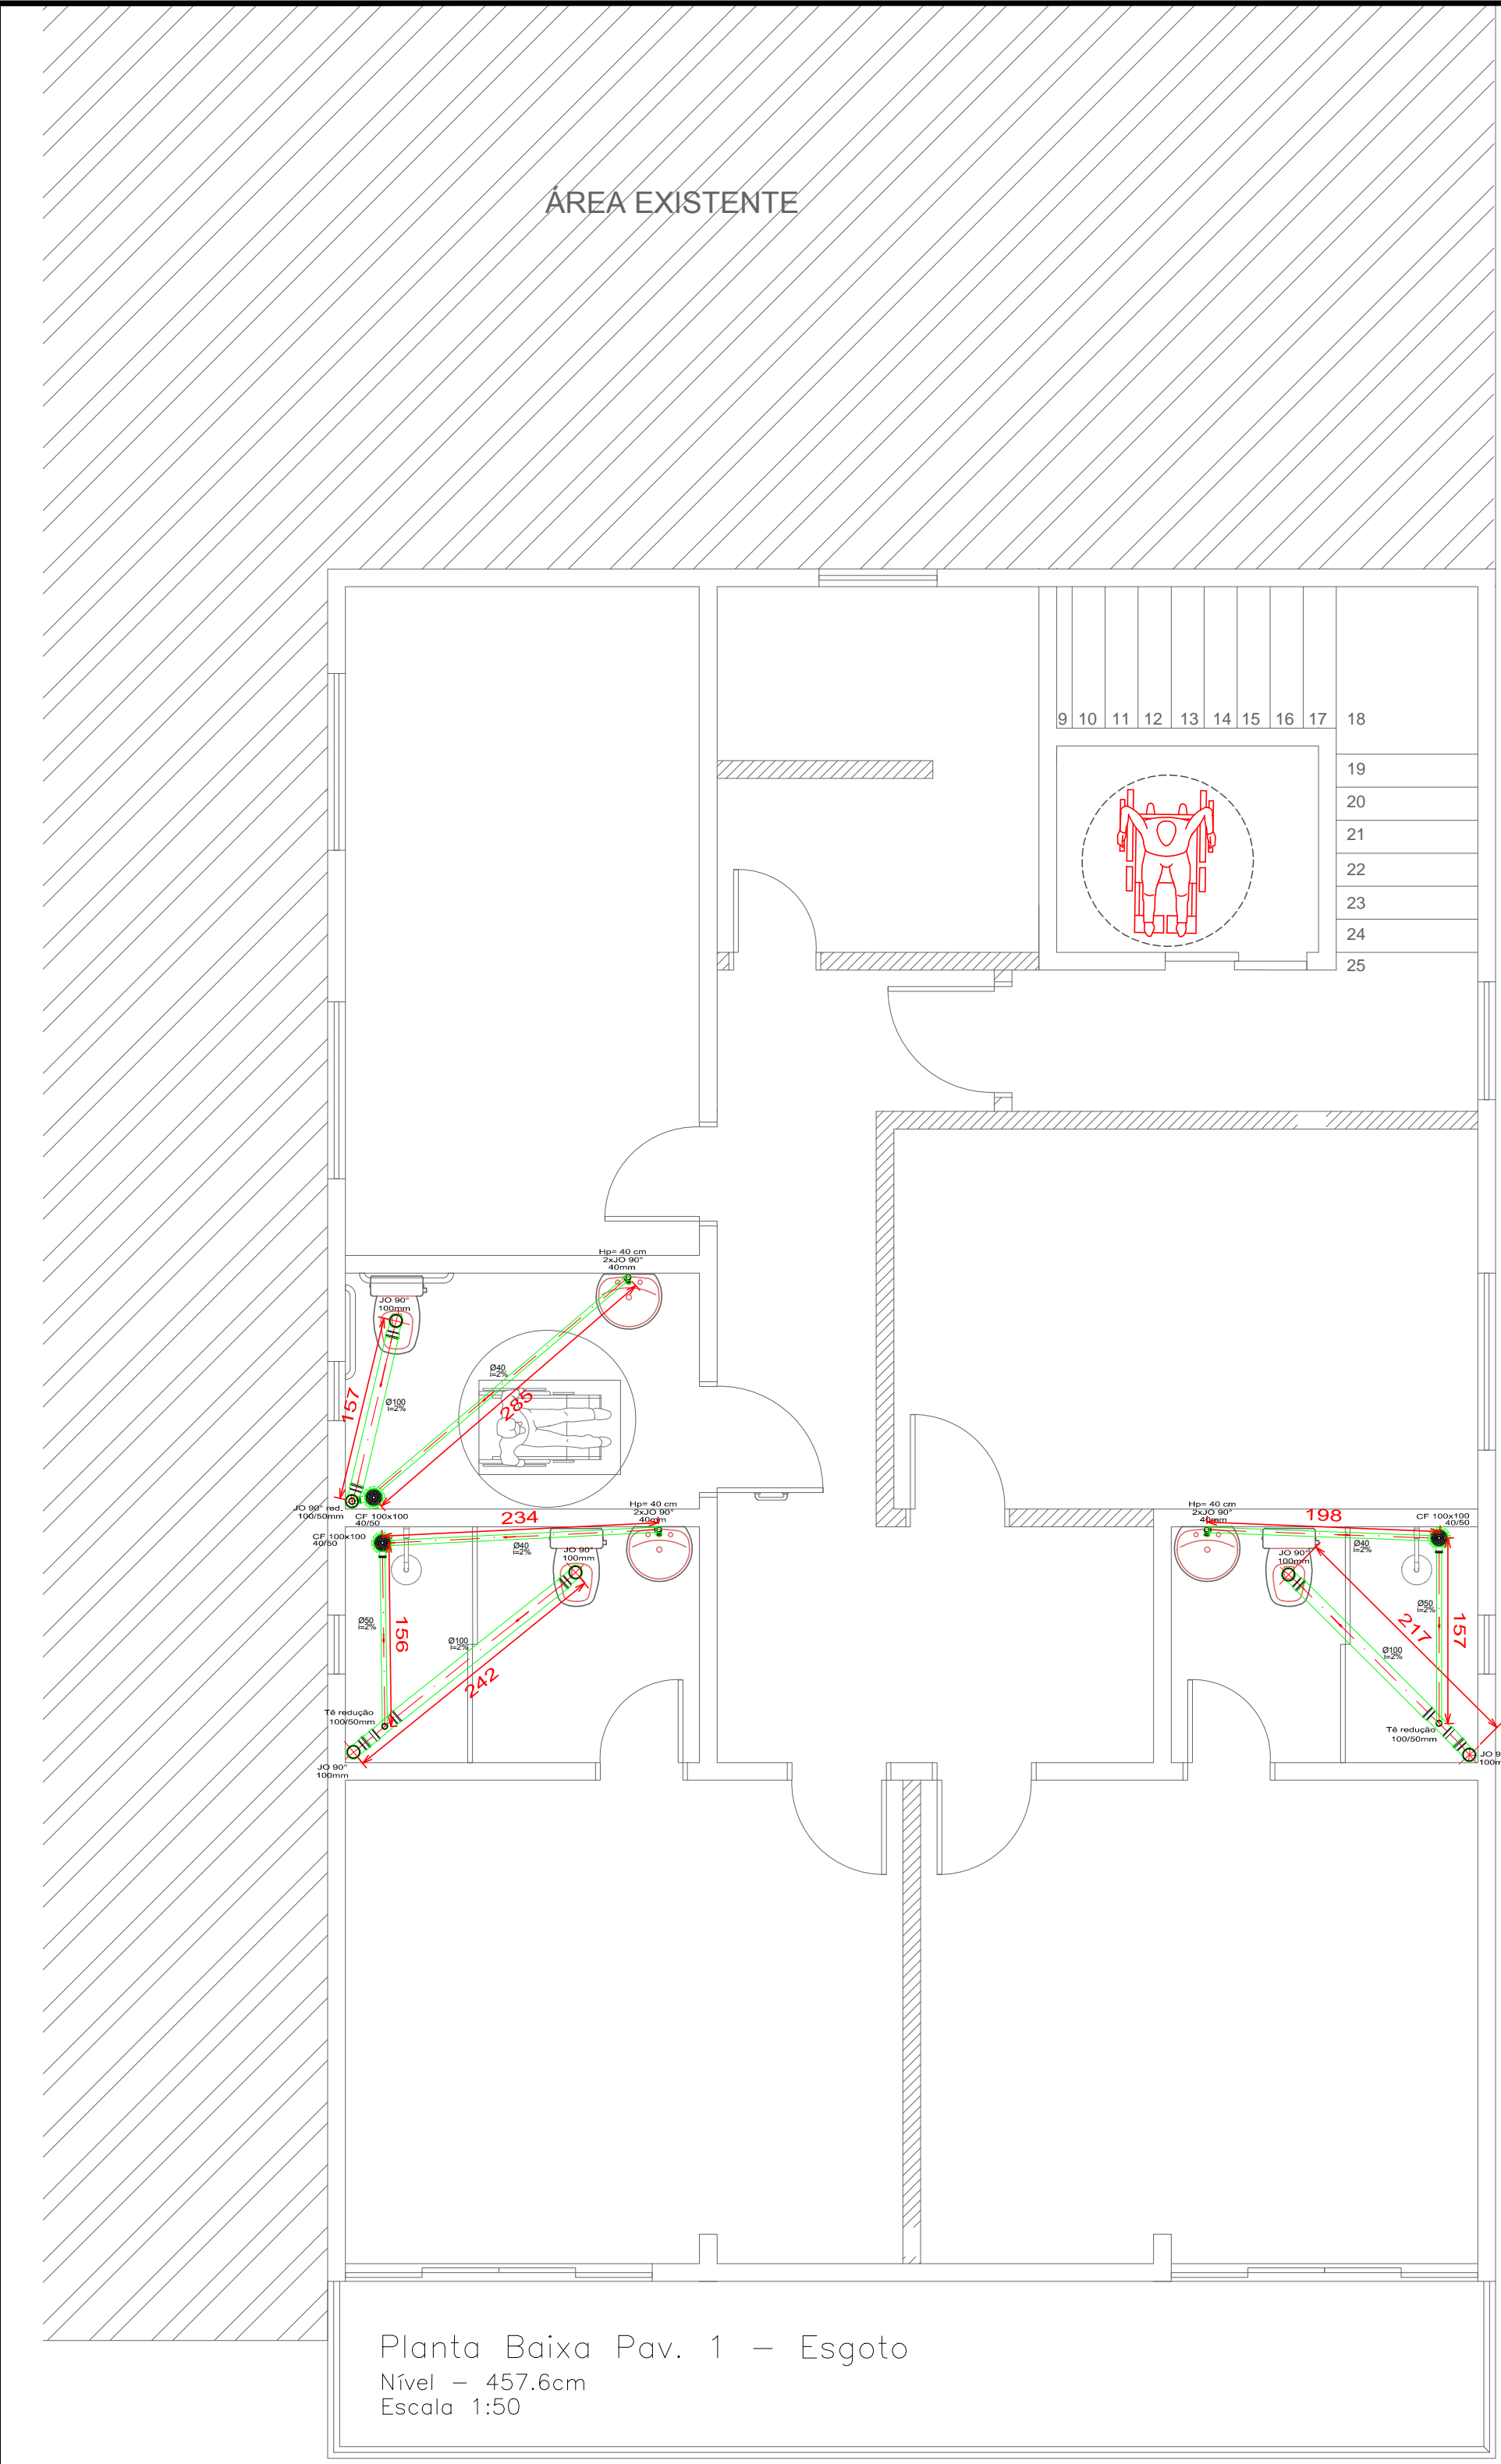 ÁREA EXISTENTE
9 10 11 12 13 14 15 16 17 18
19
20
21
22
23
24
25
Hp= 40 cm
2xJO 90°
40mm
JO 90°
100mm
Ø40
i=2%
157
285
Ø100
i=2%
JO 90° red.
100/50mm
CF 100x100
40/50
Hp= 40 cm
2xJO 90°
40mm
234
CF 100x100
40/50
Ø40
i=2%
JO 90°
100mm
Ø50
i=2%
156
Ø100
i=2%
242
Tê redução
100/50mm
JO 90°
100mm
Hp= 40 cm
2xJO 90°
40mm
198
CF 100x100
40/50
Ø40
i=2%
JO 90°
100mm
Ø50
i=2%
217
157
Ø100
i=2%
Tê redução
100/50mm
JO 9
100m
Planta Baixa Pav. 1 – Esgoto
Nível – 457.6cm
Escala 1:50